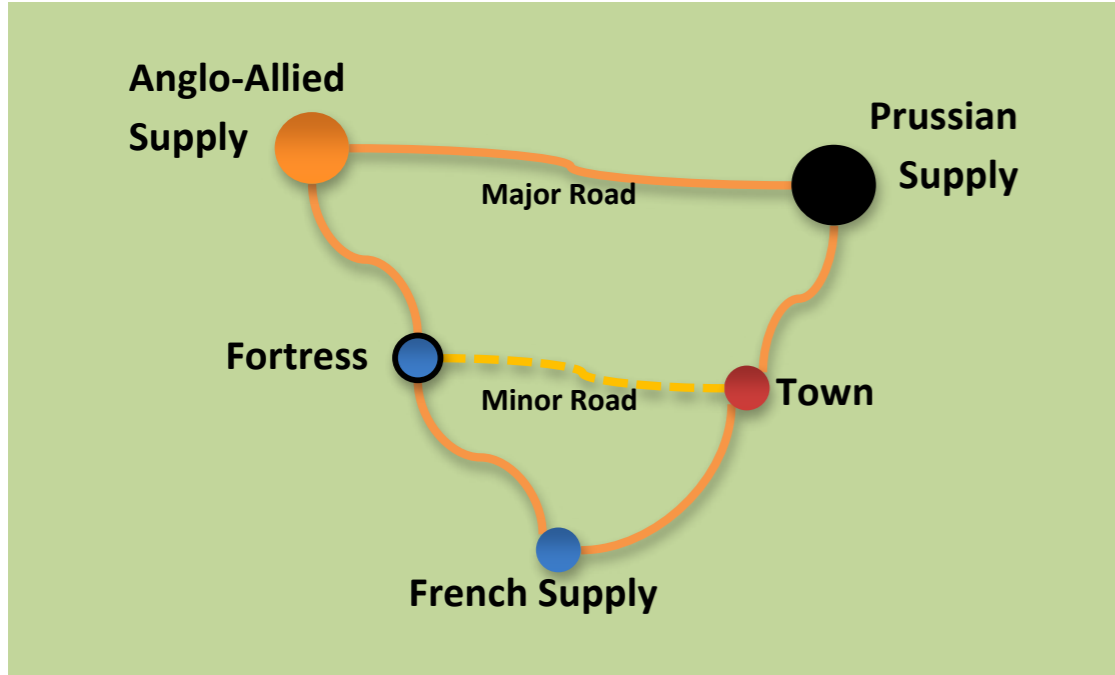 Anglo-Allied
Supply
Prussian
Supply
Major Road
Fortress
Minor Road
Town
French Supply